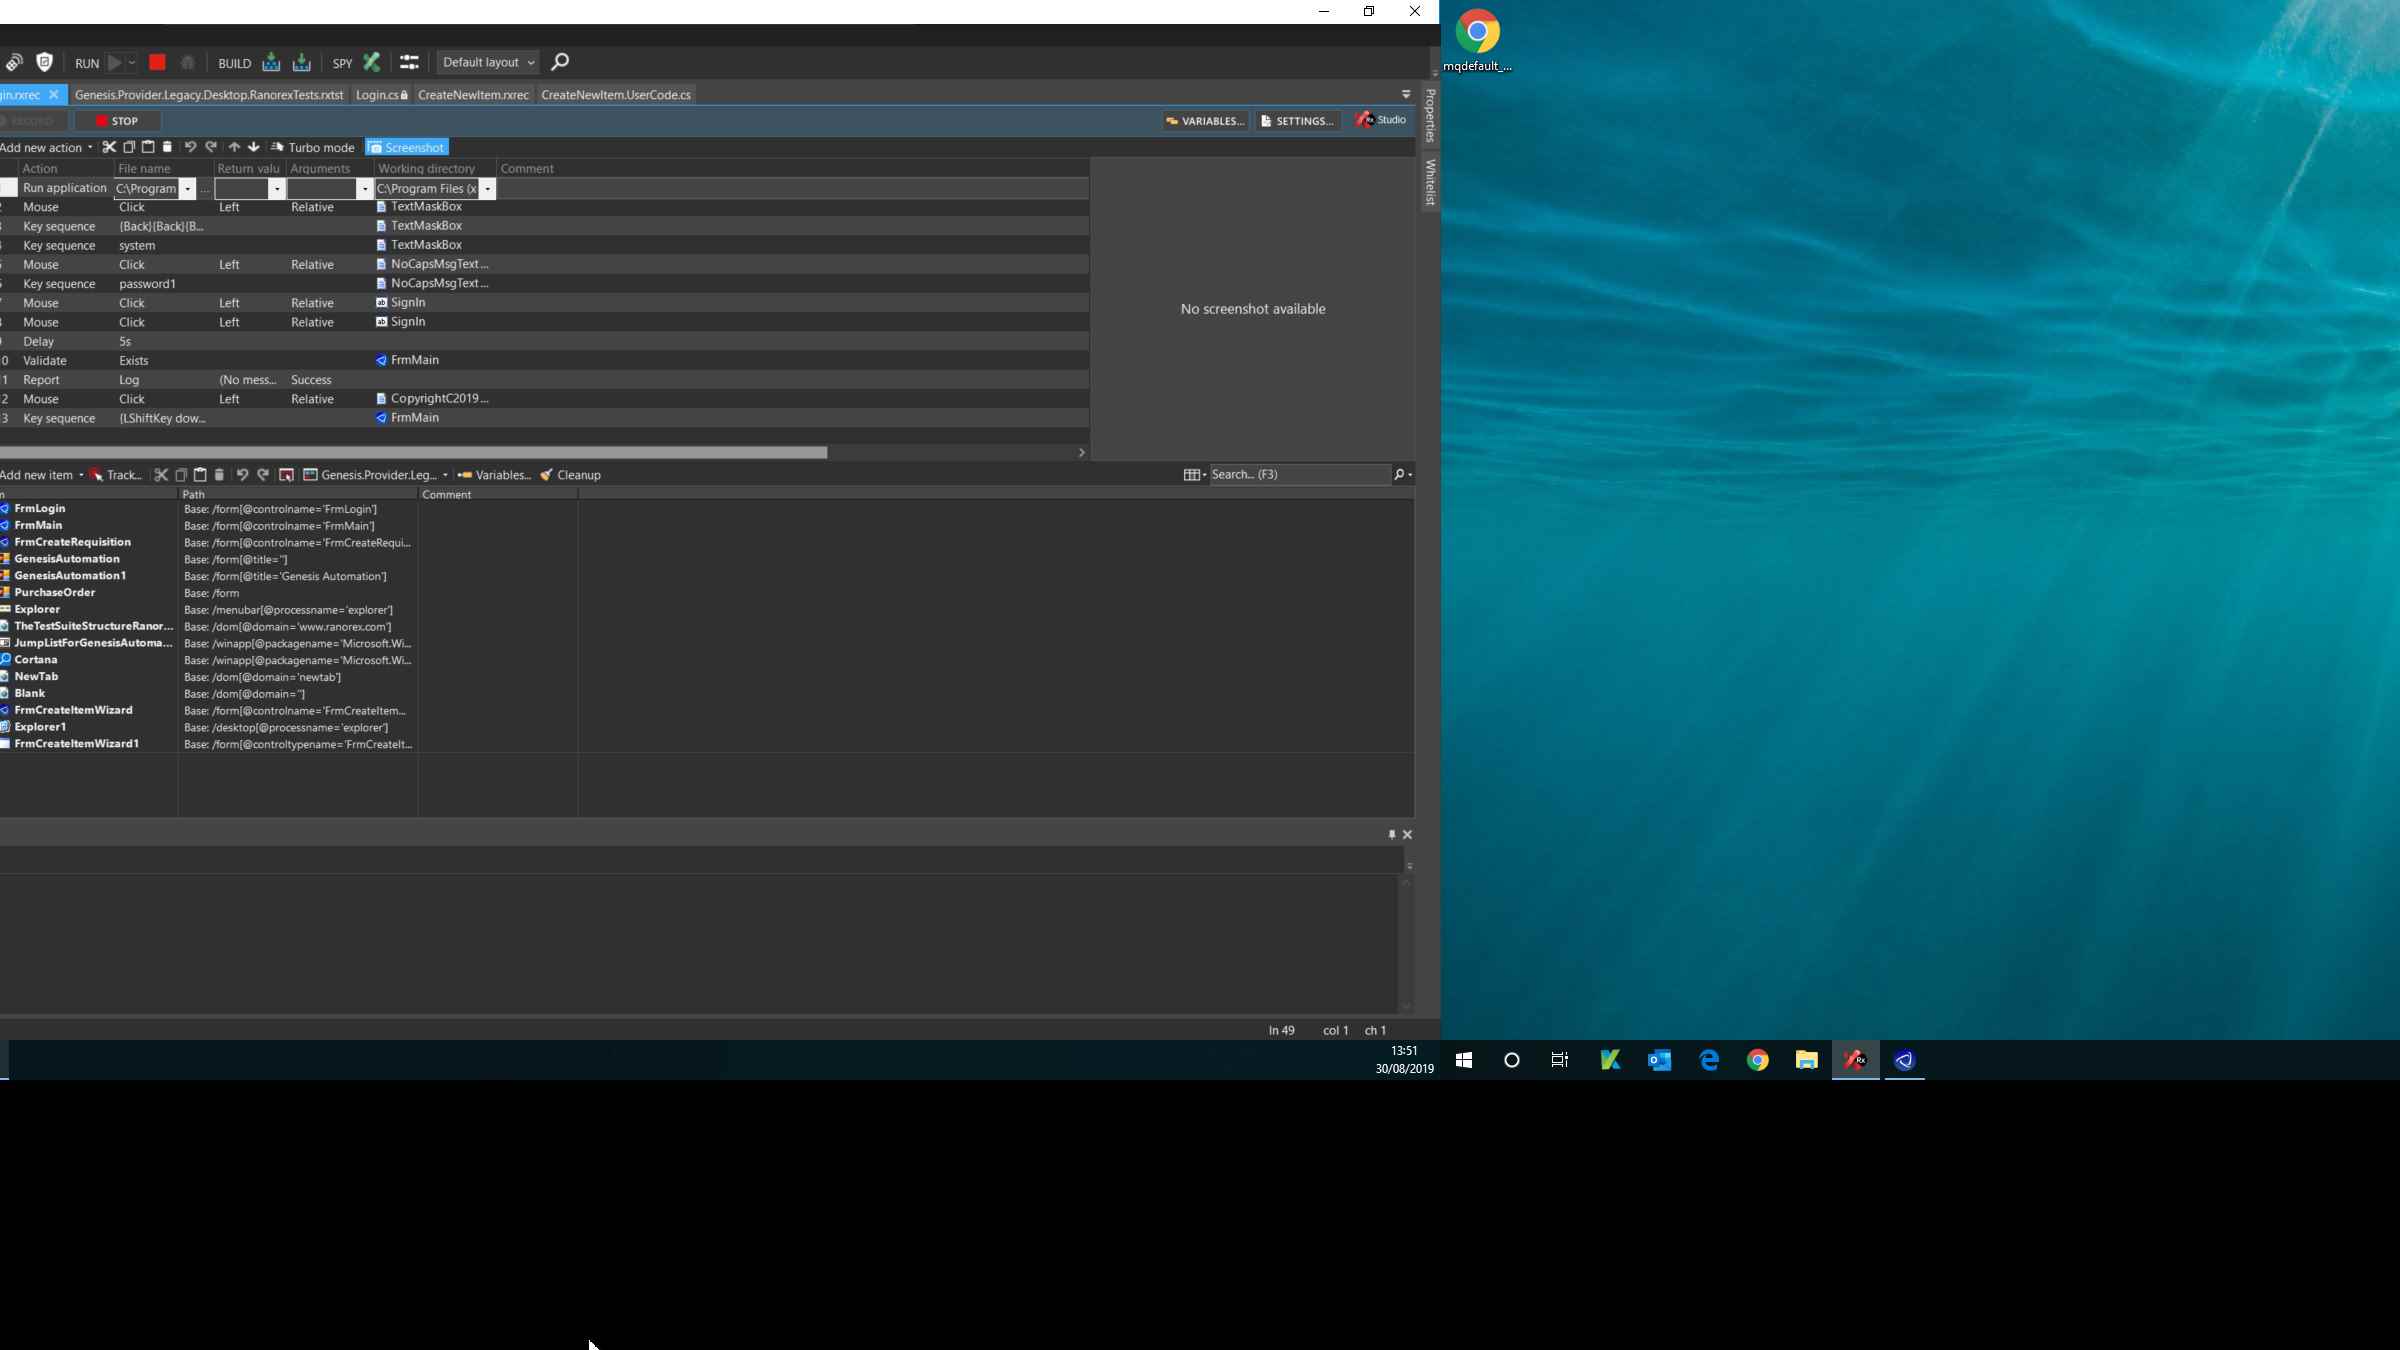 mqdefault_...
RUN
BUILD
SPY
Default layout
gin.rxrec
Genesis.Provider.Legacy.Desktop.RanorexTests.rxtst
Login.cs
CreateNewItem.rxrec
CreateNewItem.UserCode.cs
Properties
Whitelist
RECORD
STOP
VARIABLES...
SETTINGS...
Rx Studio
Add new action
Turbo mode
Screenshot
Action File name Return valu Arguments Working directory Comment
Run application C:\Program ... C:\Program Files (x
2 Mouse Click Left Relative TextMaskBox
3 Key sequence {Back}{Back}{B... TextMaskBox
4 Key sequence system TextMaskBox
5 Mouse Click Left Relative NoCapsMsgText...
6 Key sequence password1 NoCapsMsgText...
7 Mouse Click Left Relative ab SignIn
8 Mouse Click Left Relative ab SignIn
9 Delay 5s
0 Validate Exists FrmMain
1 Report Log (No mess... Success
2 Mouse Click Left Relative CopyrightC2019...
3 Key sequence {LShiftKey dow... FrmMain
No screenshot available
Add new item
Track...
Genesis.Provider.Leg...
Variables...
Cleanup
Search... (F3)
m Path Comment
FrmLogin Base: /form[@controlname='FrmLogin']
FrmMain Base: /form[@controlname='FrmMain']
FrmCreateRequisition Base: /form[@controlname='FrmCreateRequi...
GenesisAutomation Base: /form[@title='']
GenesisAutomation1 Base: /form[@title='Genesis Automation']
PurchaseOrder Base: /form
Explorer Base: /menubar[@processname='explorer']
TheTestSuiteStructureRanor... Base: /dom[@domain='www.ranorex.com']
JumpListForGenesisAutoma... Base: /winapp[@packagename='Microsoft.Wi...
Cortana Base: /winapp[@packagename='Microsoft.Wi...
NewTab Base: /dom[@domain='newtab']
Blank Base: /dom[@domain='']
FrmCreateItemWizard Base: /form[@controlname='FrmCreateItem...
Explorer1 Base: /desktop[@processname='explorer']
FrmCreateItemWizard1 Base: /form[@controltypename='FrmCreateIt...
ln 49 col 1 ch 1
13:51
30/08/2019
Rx